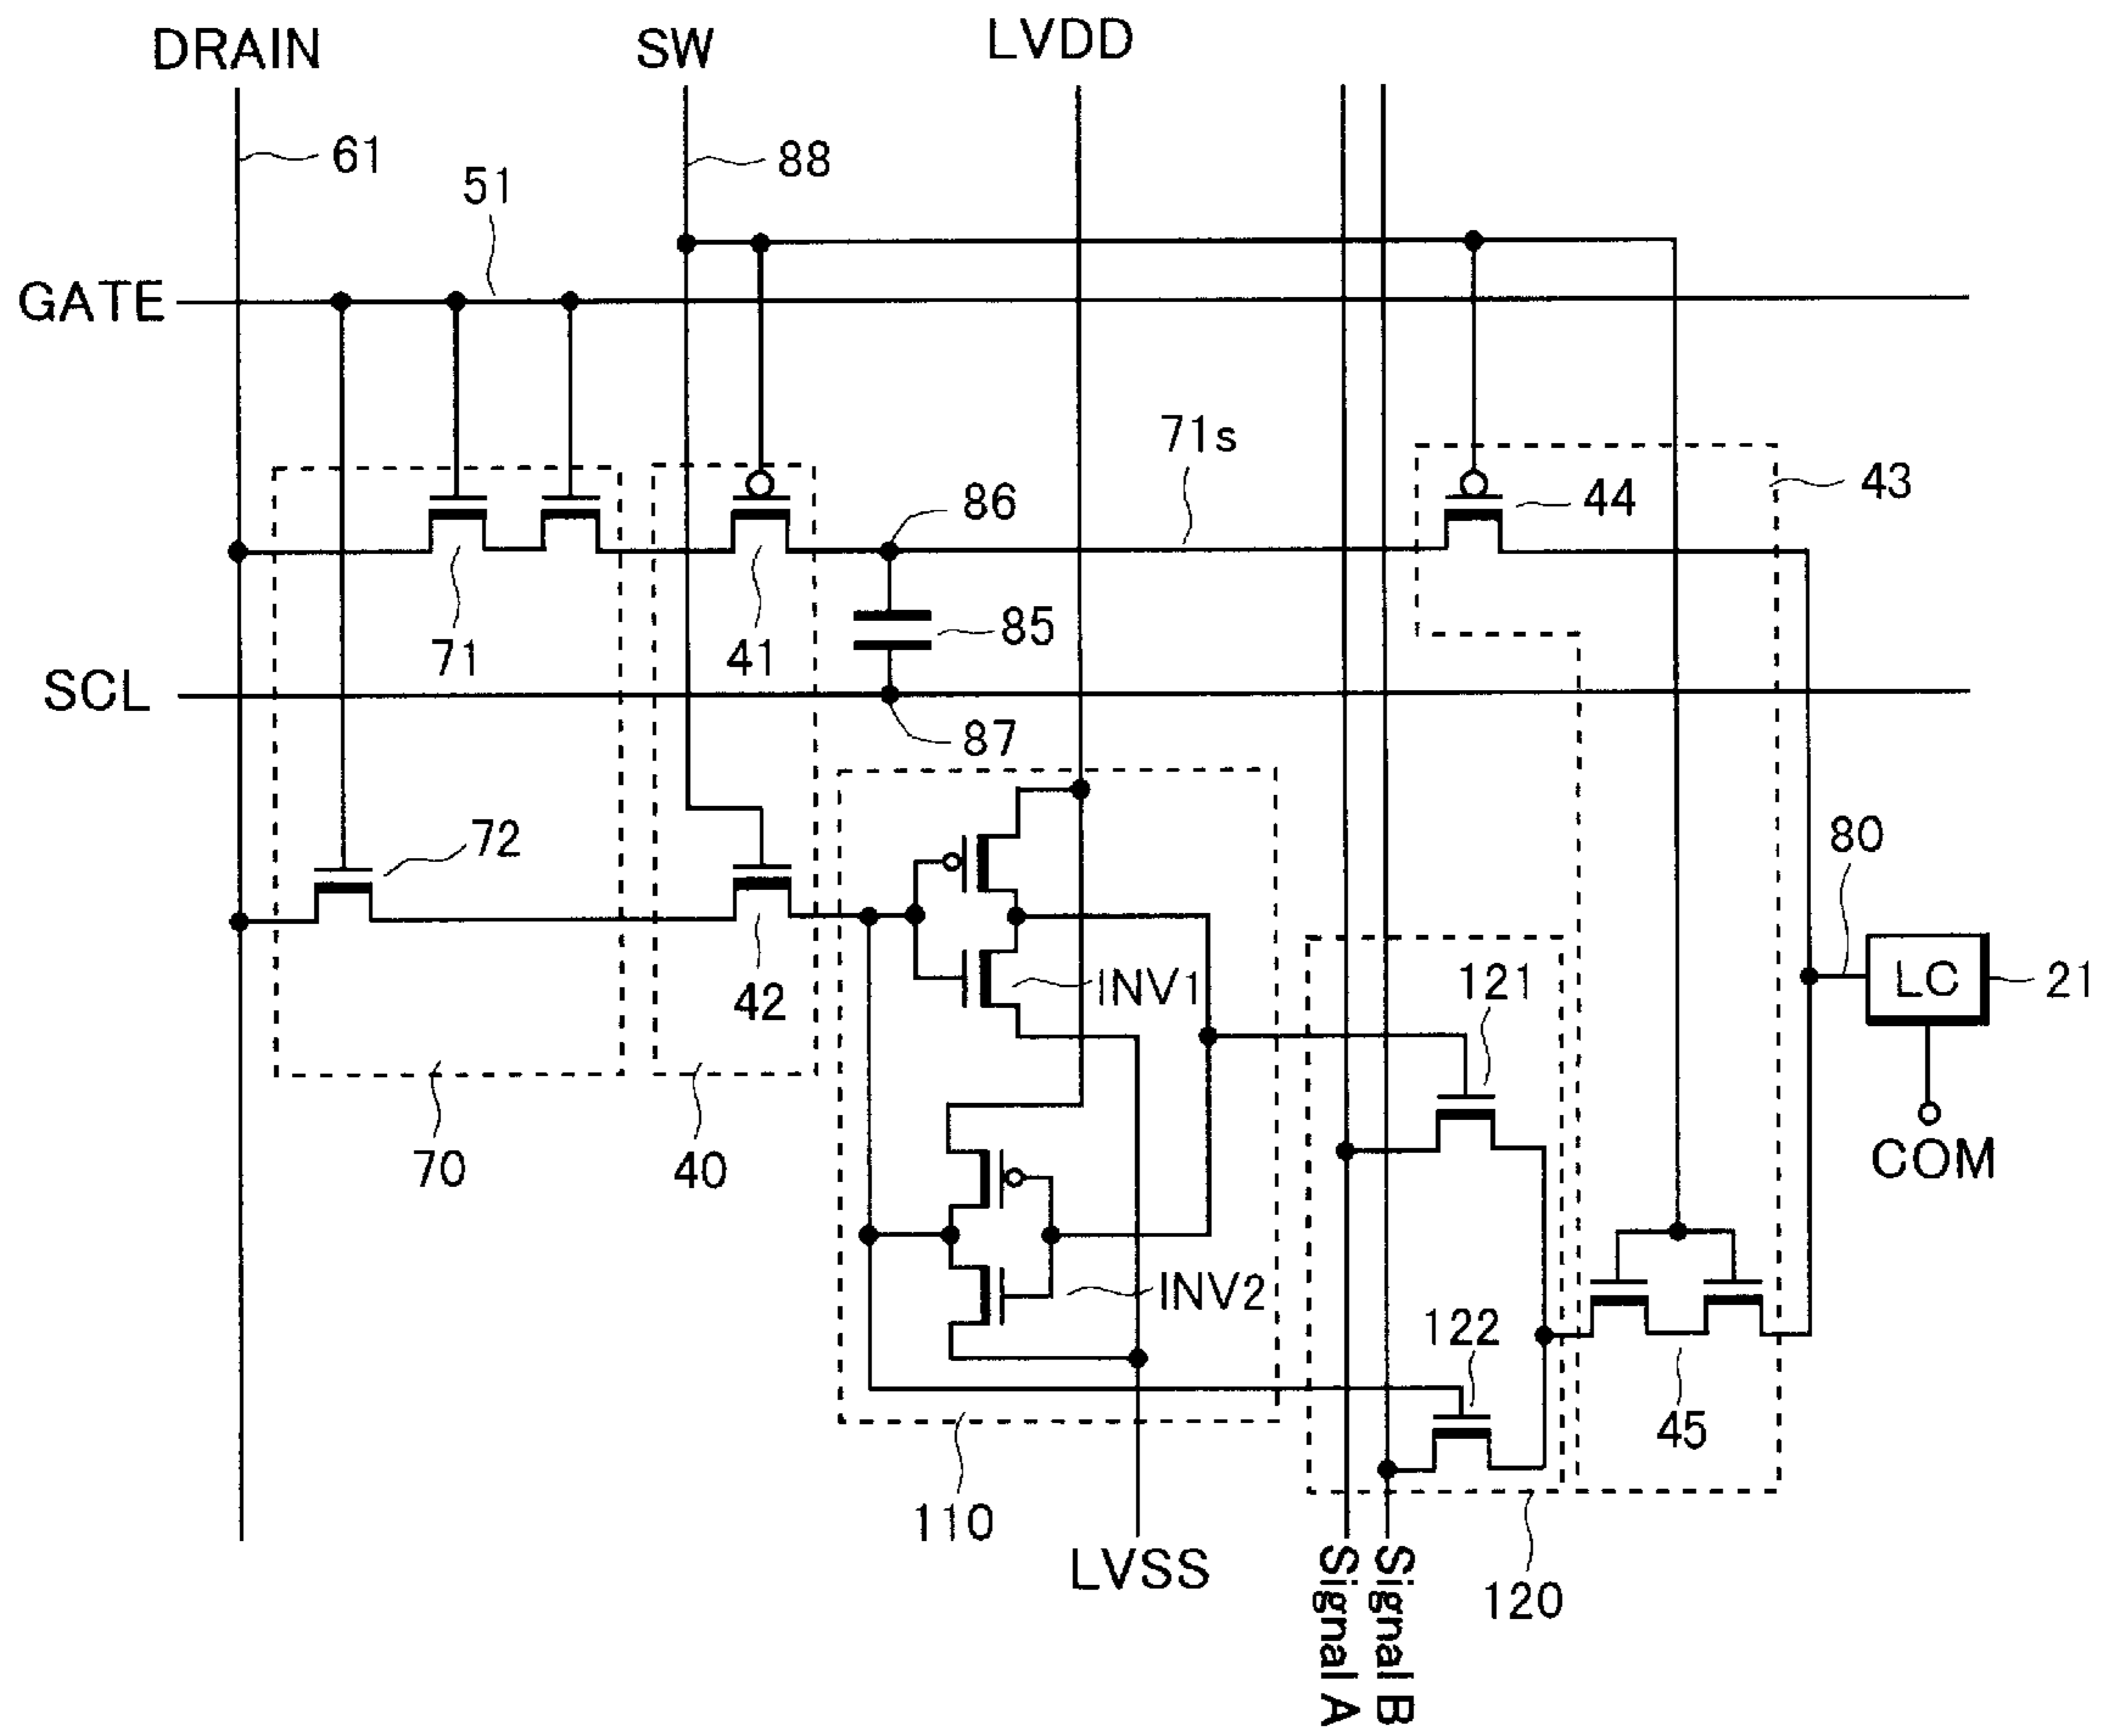 DRAIN
SW
LVDD
61
88
51
GATE
71s
86
44
43
71
41
85
SCL
87
72
80
42
INV1
121
LC
21
70
40
COM
INV2
122
45
110
LVSS
120
Signal A
Signal B